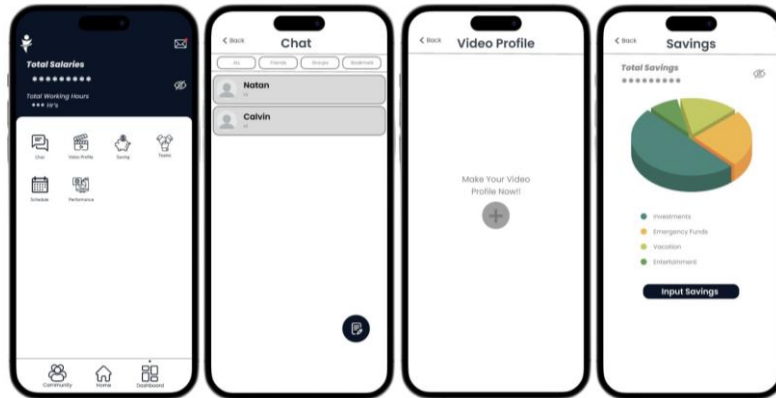 Total Salaries
*********
Total Working Hours
Chat
Video Profile
Saving
Teams
Schedule
Performance
Community
Home
Dashboard
< Back
Chat
ALL
Friends
Groups
Bookmark
Natan
Hi
Calvin
Hi
< Back
Video Profile
Make Your Video
Profile Now!!
< Back
Savings
Total Savings
*********
Investments
Emergency Funds
Vacation
Entertainment
Input Savings